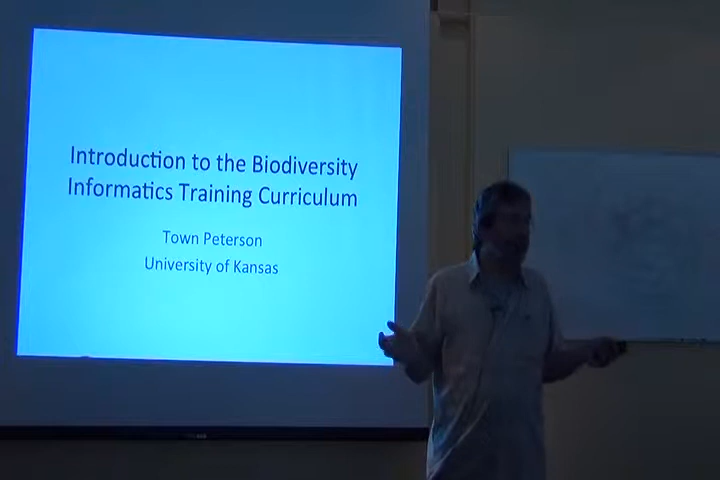 Introduction to the Biodiversity
Informatics Training Curriculum
Town Peterson
University of Kansas